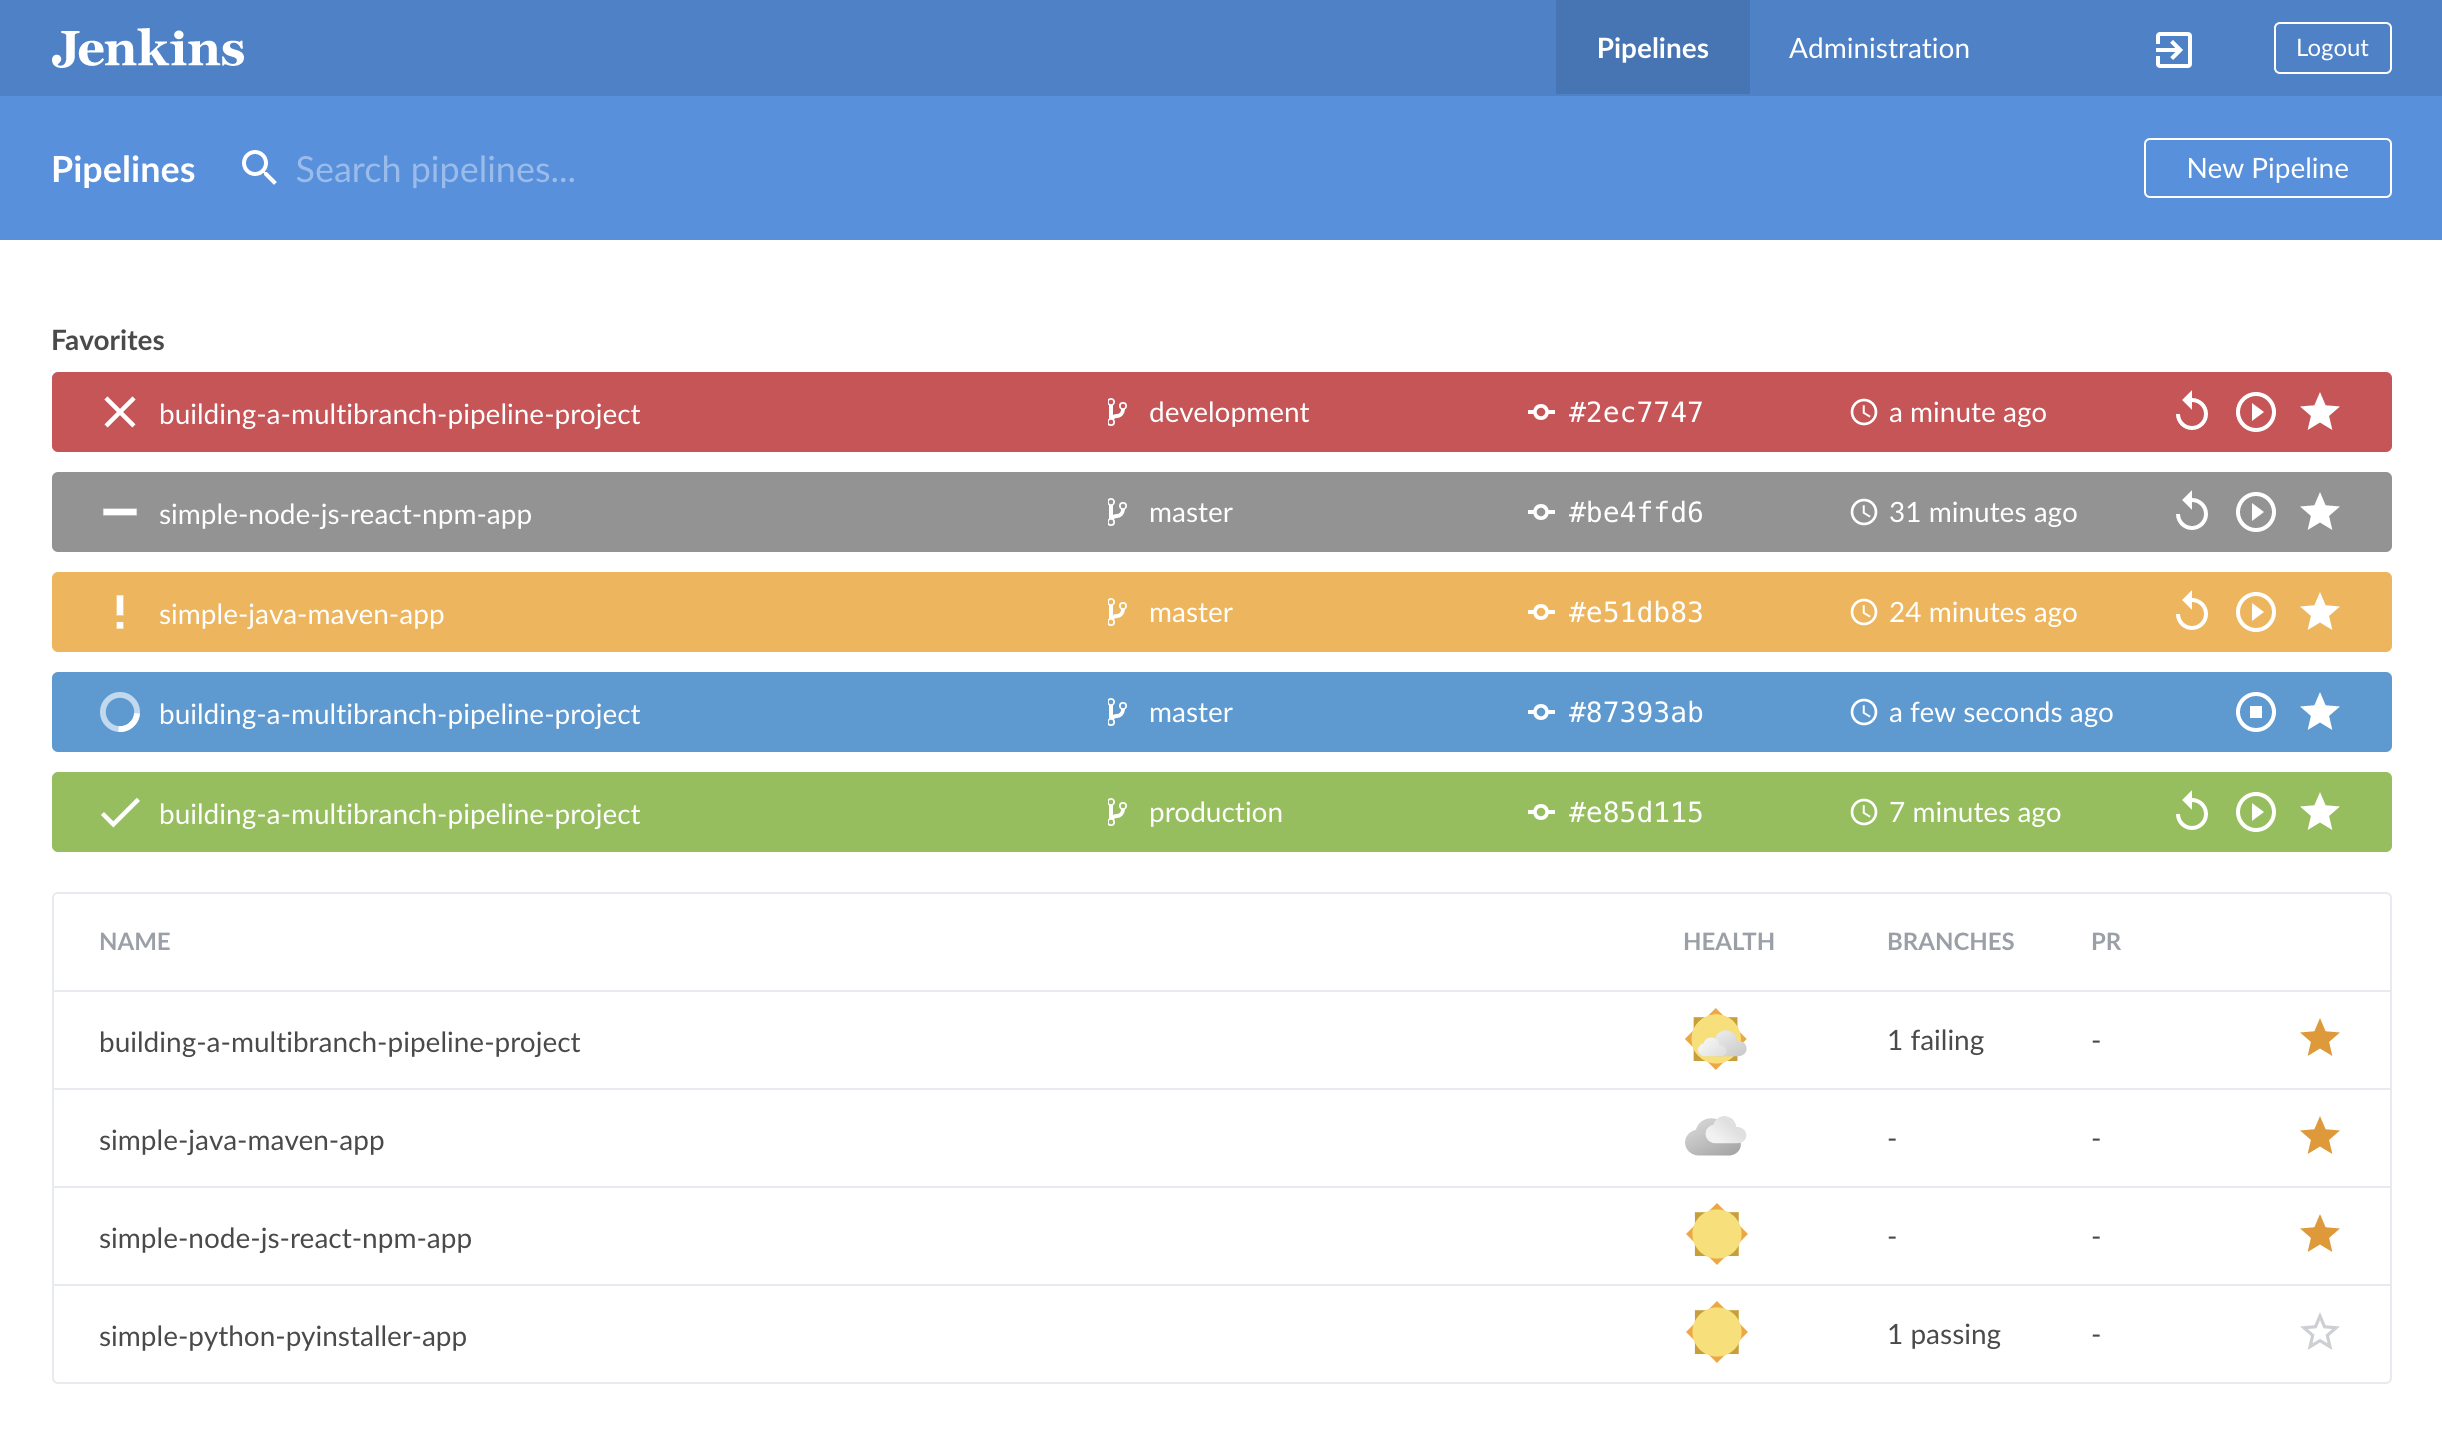 Jenkins Pipelines Administration Logout
Pipelines Search pipelines... New Pipeline
Favorites
building-a-multibranch-pipeline-project development #2ec7747 a minute ago
simple-node-js-react-npm-app master #be4ffd6 31 minutes ago
simple-java-maven-app master #e51db83 24 minutes ago
building-a-multibranch-pipeline-project master #87393ab a few seconds ago
building-a-multibranch-pipeline-project production #e85d115 7 minutes ago
NAME HEALTH BRANCHES PR
building-a-multibranch-pipeline-project 1 failing -
simple-java-maven-app - -
simple-node-js-react-npm-app - -
simple-python-pyinstaller-app 1 passing -